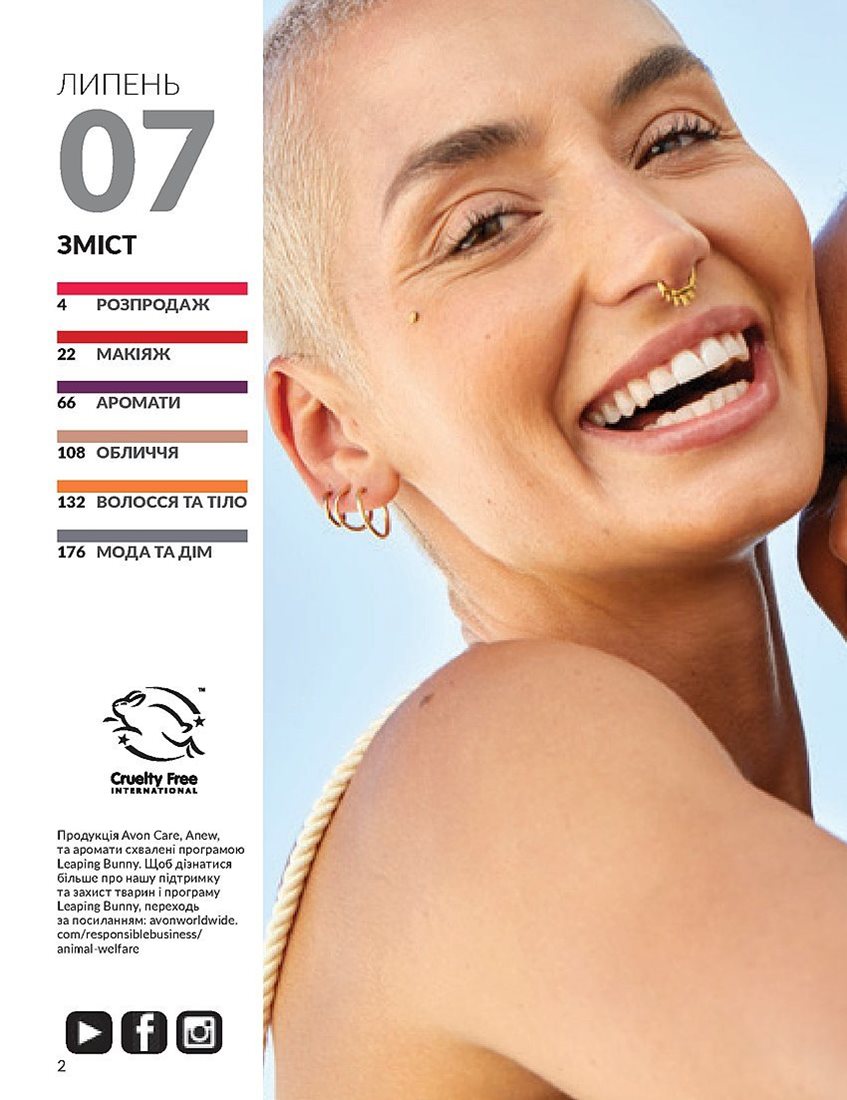 ЛИПЕНЬ
07
ЗМІСТ
4 РОЗПРОДАЖ
22 МАКІЯЖ
66 АРОМАТИ
108 ОБЛИЧЧЯ
132 ВОЛОССЯ ТА ТІЛО
176 МОДА ТА ДІМ
TM
Cruelty Free
INTERNATIONAL
Продукція Avon Care, Anew,
та аромати схвалені програмою
Leaping Bunny. Щоб дізнатися
більше про нашу підтримку
та захист тварин і програму
Leaping Bunny, переходь
за посиланням: avonworldwide.
com/responsiblebusiness/
animal-welfare
2